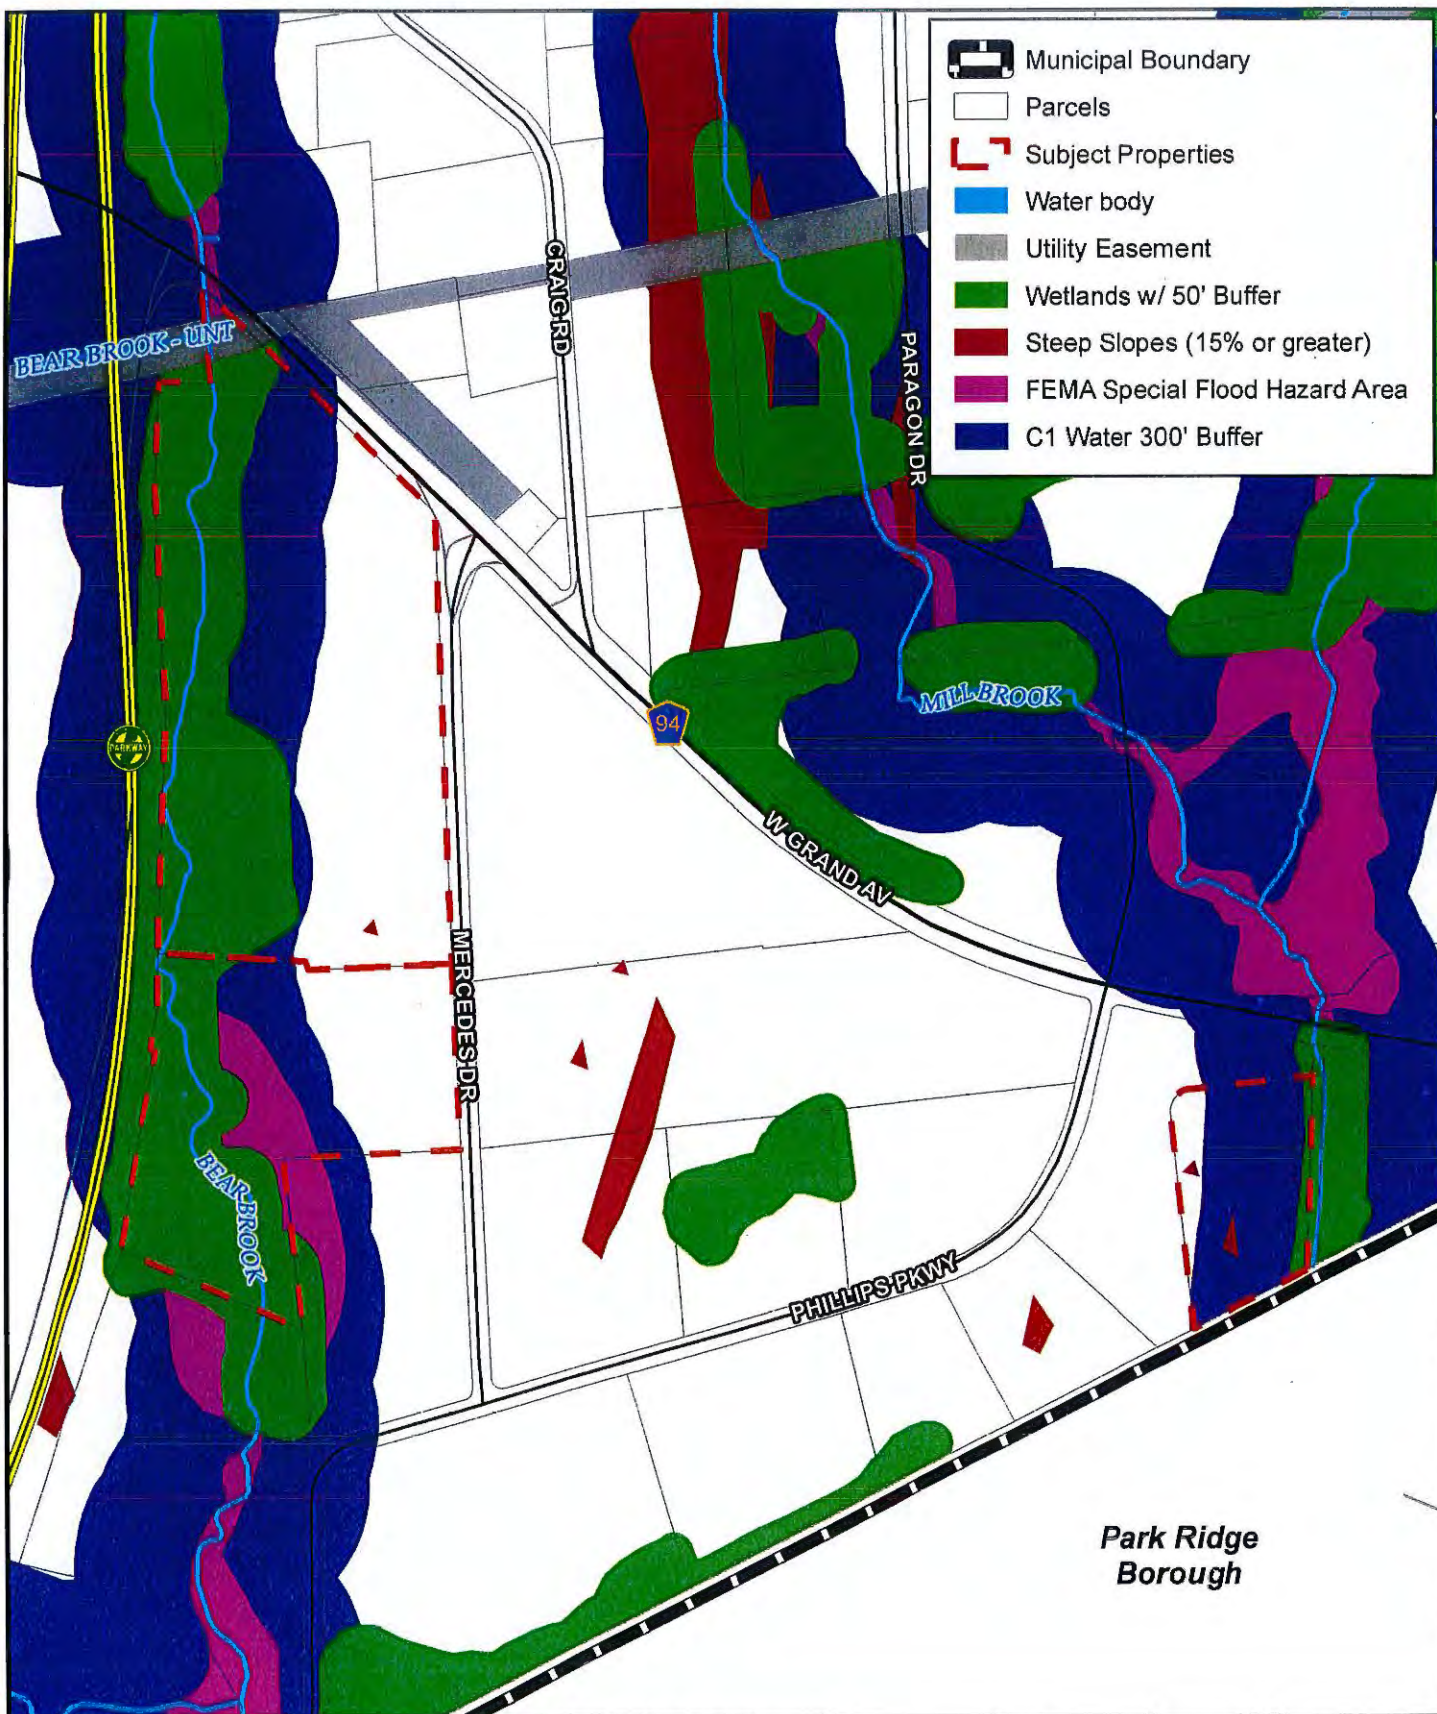 Municipal Boundary
Parcels
Subject Properties
Water body
Utility Easement
Wetlands w/ 50' Buffer
Steep Slopes (15% or greater)
FEMA Special Flood Hazard Area
C1 Water 300' Buffer
BEAR BROOK - UNT
CRAIG RD
PARAGON DR
MILL BROOK
94
PARKWAY
W GRAND AV
MERCEDES DR
BEAR BROOK
PHILLIPS PKWY
Park Ridge
Borough